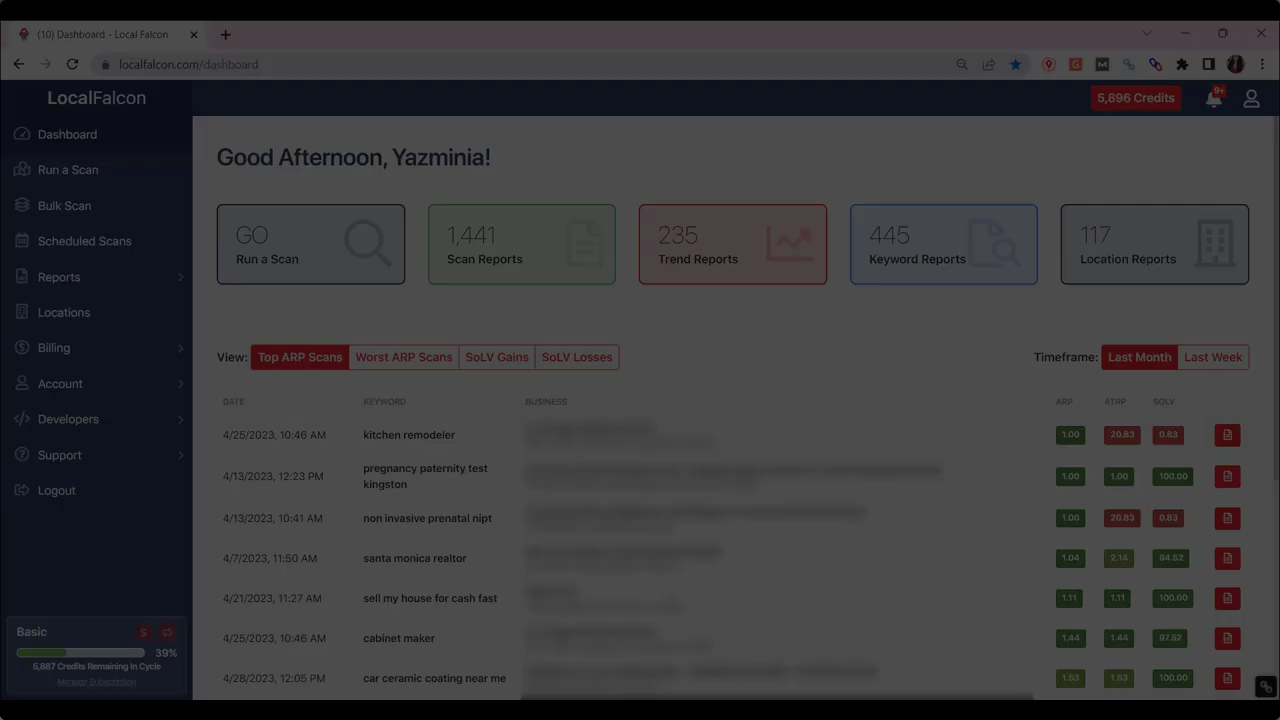 (10) Dashboard - Local Falcon
localfalcon.com/dashboard
LocalFalcon
5,896 Credits
9+
Dashboard
Run a Scan
Bulk Scan
Scheduled Scans
Reports
Locations
Billing
Account
Developers
Support
Logout
Basic
39%
5,887 Credits Remaining In Cycle
Manage Subscription
Good Afternoon, Yazminia!
GO
Run a Scan
1,441
Scan Reports
235
Trend Reports
445
Keyword Reports
117
Location Reports
View: Top ARP Scans Worst ARP Scans SoLV Gains SoLV Losses
Timeframe: Last Month Last Week
DATE KEYWORD BUSINESS ARP ATRP SOLV
4/25/2023, 10:46 AM kitchen remodeler 1.00 20.83 0.83
4/13/2023, 12:23 PM pregnancy paternity test kingston 1.00 1.00 100.00
4/13/2023, 10:41 AM non invasive prenatal nipt 1.00 20.83 0.83
4/7/2023, 11:50 AM santa monica realtor 1.04 2.14 94.52
4/21/2023, 11:27 AM sell my house for cash fast 1.11 1.11 100.00
4/25/2023, 10:46 AM cabinet maker 1.44 1.44 97.52
4/28/2023, 12:05 PM car ceramic coating near me 1.53 1.53 100.00